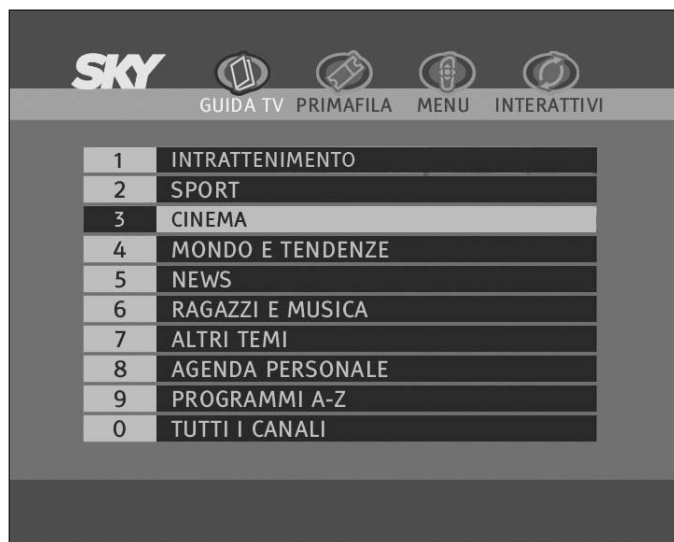 SKY
GUIDA TV PRIMAFILA MENU INTERATTIVI
1 INTRATTENIMENTO
2 SPORT
3 CINEMA
4 MONDO E TENDENZE
5 NEWS
6 RAGAZZI E MUSICA
7 ALTRI TEMI
8 AGENDA PERSONALE
9 PROGRAMMI A-Z
0 TUTTI I CANALI